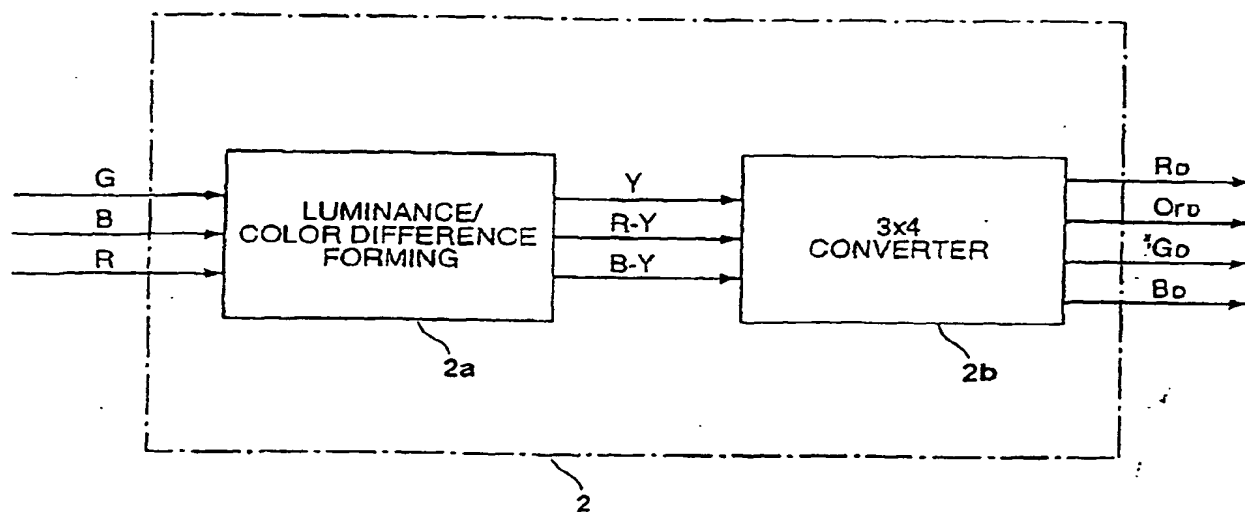 G
B
R
LUMINANCE/
COLOR DIFFERENCE
FORMING
2a
Y
R-Y
B-Y
3x4
CONVERTER
2b
RD
OrD
GD
BD
2